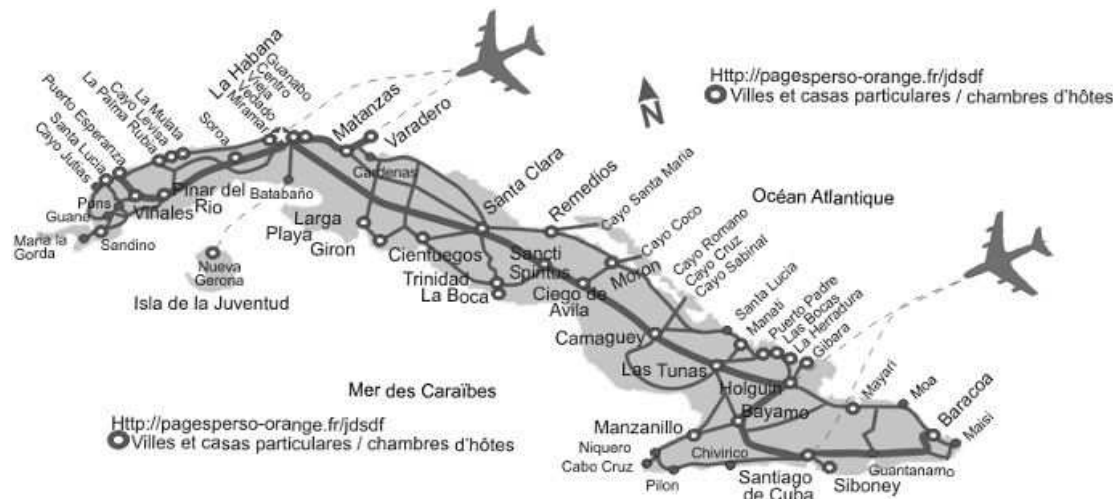 Http://pagesperso-orange.fr/jdsdf
Villes et casas particulares / chambres d'hôtes
N
Océan Atlantique
Guanabo
Centro
Vieja
Vedado
Miramar
La Habana
Matanzas
Varadero
Cardenas
Soroa
La Mulata
Cayo Levisa
La Palma Rubia
Puerto Esperanza
Santa Lucia
Cayo Jutias
Pons
Guane
Vinales
Pinar del
Rio
Batabaño
Maria la
Gorda
Sandino
Nueva
Gerona
Isla de la Juventud
Larga
Playa
Giron
Cienfuegos
Trinidad
La Boca
Santa Clara
Remedios
Cayo Santa Maria
Sancti
Spiritus
Cayo Coco
Moron
Ciego de
Avila
Cayo Romano
Cayo Cruz
Cayo Sabinal
Camaguey
Santa Lucia
Manati
Puerto Padre
Las Bocas
La Herradura
Gibara
Las Tunas
Holguin
Mayari
Moa
Baracoa
Maisi
Bayamo
Manzanillo
Niquero
Cabo Cruz
Pilon
Chivirico
Santiago
de Cuba
Siboney
Guantanamo
Mer des Caraïbes
Http://pagesperso-orange.fr/jdsdf
Villes et casas particulares / chambres d'hôtes